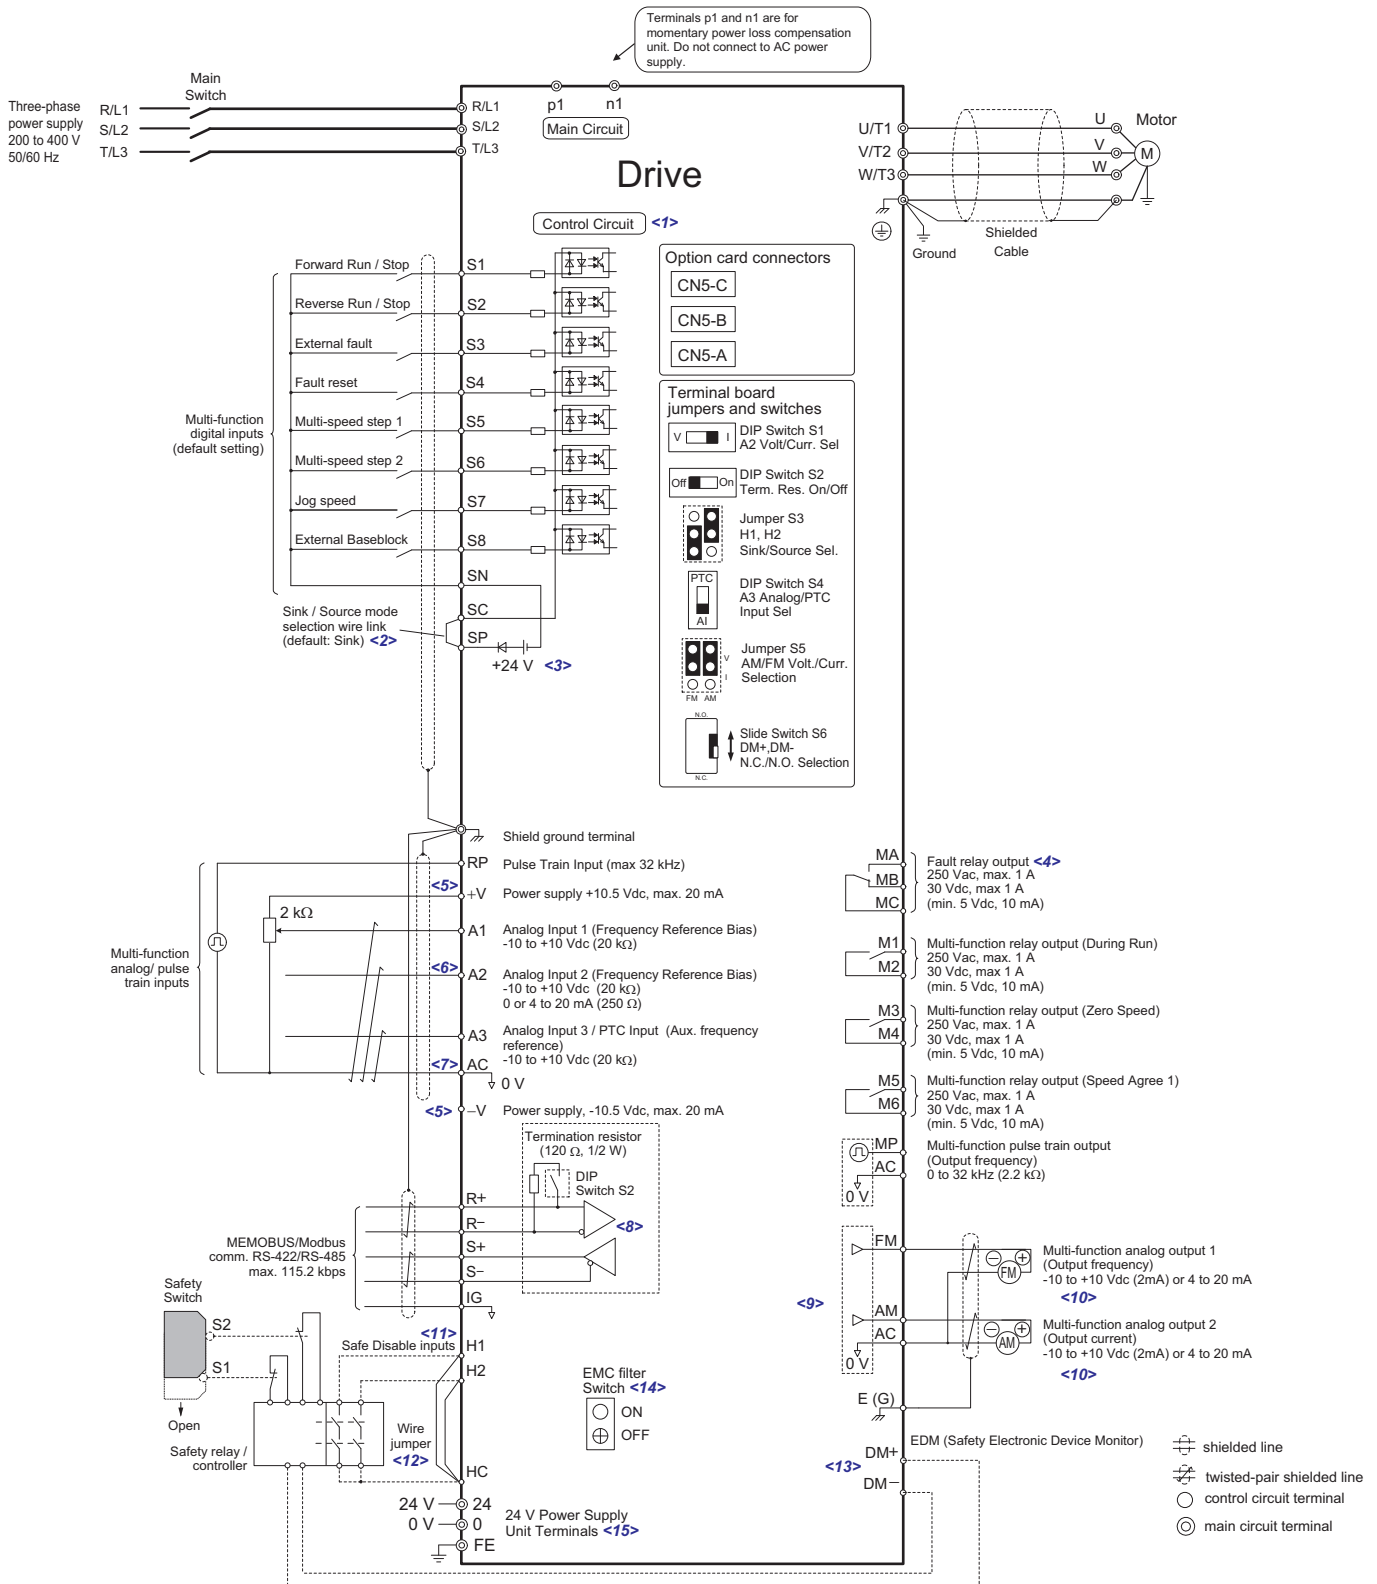 Terminals p1 and n1 are for
momentary power loss compensation
unit. Do not connect to AC power
supply.
Three-phase
power supply
200 to 400 V
50/60 Hz
Main
Switch
R/L1
S/L2
T/L3
R/L1
S/L2
T/L3
p1
n1
Main Circuit
Drive
U/T1
V/T2
W/T3
U
V
W
Motor
M
Ground
Shielded
Cable
Control Circuit <1>
Multi-function
digital inputs
(default setting)
Forward Run / Stop
S1
Reverse Run / Stop
S2
External fault
S3
Fault reset
S4
Multi-speed step 1
S5
Multi-speed step 2
S6
Jog speed
S7
External Baseblock
S8
SN
SC
SP
Sink / Source mode
selection wire link
(default: Sink) <2>
+24 V <3>
Option card connectors
CN5-C
CN5-B
CN5-A
Terminal board
jumpers and switches
V
I
DIP Switch S1
A2 Volt/Curr. Sel
Off
On
DIP Switch S2
Term. Res. On/Off
Jumper S3
H1, H2
Sink/Source Sel.
PTC
AI
DIP Switch S4
A3 Analog/PTC
Input Sel
V
I
FM AM
Jumper S5
AM/FM Volt./Curr.
Selection
N.O.
N.C.
Slide Switch S6
DM+,DM-
N.C./N.O. Selection
Shield ground terminal
Multi-function
analog/ pulse
train inputs
2 kΩ
RP
Pulse Train Input (max 32 kHz)
<5>
+V
Power supply +10.5 Vdc, max. 20 mA
A1
Analog Input 1 (Frequency Reference Bias)
-10 to +10 Vdc (20 kΩ)
<6>
A2
Analog Input 2 (Frequency Reference Bias)
-10 to +10 Vdc (20 kΩ)
0 or 4 to 20 mA (250 Ω)
A3
Analog Input 3 / PTC Input (Aux. frequency
reference)
-10 to +10 Vdc (20 kΩ)
<7>
AC
0 V
<5>
–V
Power supply, -10.5 Vdc, max. 20 mA
Termination resistor
(120 Ω, 1/2 W)
DIP
Switch S2
<8>
MEMOBUS/Modbus
comm. RS-422/RS-485
max. 115.2 kbps
R+
R–
S+
S–
IG
Safety
Switch
S2
S1
Open
Safety relay /
controller
<11>
Safe Disable inputs
H1
H2
Wire
jumper
<12>
HC
EMC filter
Switch <14>
ON
OFF
24 V
24
0 V
0
FE
24 V Power Supply
Unit Terminals <15>
MA
MB
MC
Fault relay output <4>
250 Vac, max. 1 A
30 Vdc, max 1 A
(min. 5 Vdc, 10 mA)
M1
M2
Multi-function relay output (During Run)
250 Vac, max. 1 A
30 Vdc, max 1 A
(min. 5 Vdc, 10 mA)
M3
M4
Multi-function relay output (Zero Speed)
250 Vac, max. 1 A
30 Vdc, max 1 A
(min. 5 Vdc, 10 mA)
M5
M6
Multi-function relay output (Speed Agree 1)
250 Vac, max. 1 A
30 Vdc, max 1 A
(min. 5 Vdc, 10 mA)
MP
AC
0 V
Multi-function pulse train output
(Output frequency)
0 to 32 kHz (2.2 kΩ)
<9>
FM
FM
Multi-function analog output 1
(Output frequency)
-10 to +10 Vdc (2mA) or 4 to 20 mA
<10>
AM
AC
0 V
AM
Multi-function analog output 2
(Output current)
-10 to +10 Vdc (2mA) or 4 to 20 mA
<10>
E (G)
EDM (Safety Electronic Device Monitor)
<13>
DM+
DM–
shielded line
twisted-pair shielded line
control circuit terminal
main circuit terminal